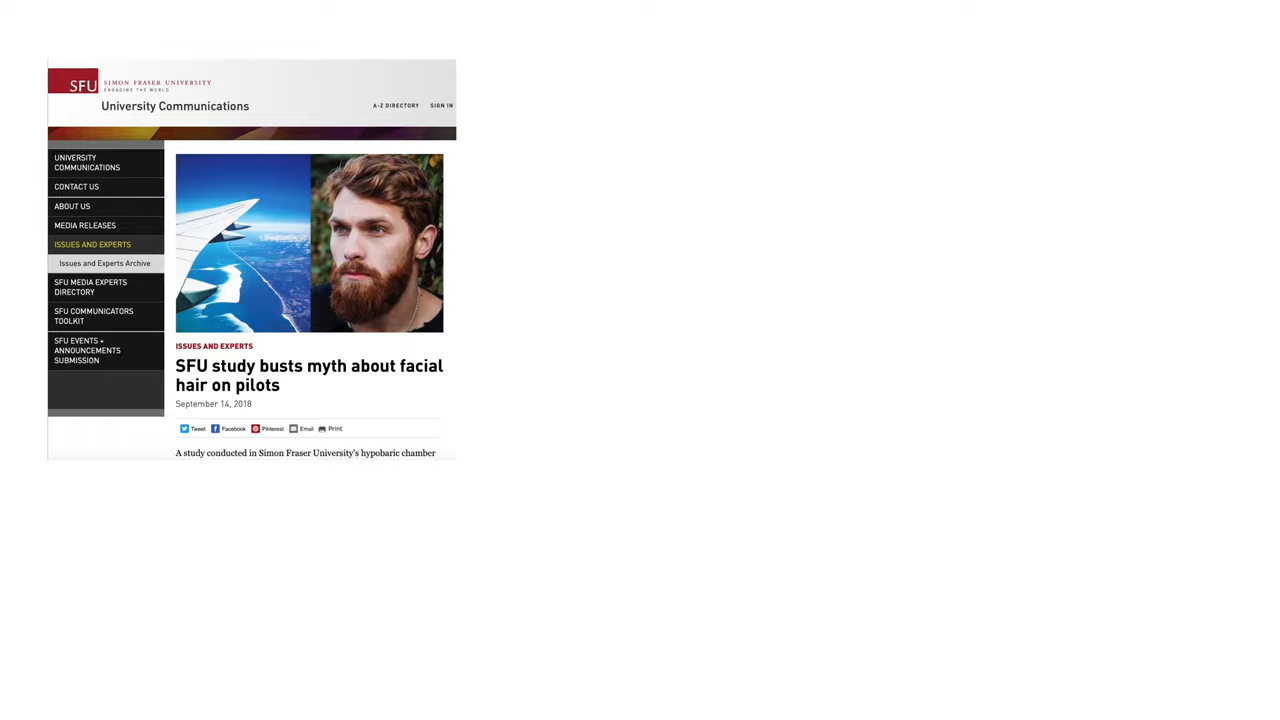 SFU
SIMON FRASER UNIVERSITY
ENGAGING THE WORLD
University Communications
A-Z DIRECTORY SIGN IN
UNIVERSITY
COMMUNICATIONS
CONTACT US
ABOUT US
MEDIA RELEASES
ISSUES AND EXPERTS
Issues and Experts Archive
SFU MEDIA EXPERTS
DIRECTORY
SFU COMMUNICATORS
TOOLKIT
SFU EVENTS +
ANNOUNCEMENTS
SUBMISSION
ISSUES AND EXPERTS
SFU study busts myth about facial
hair on pilots
September 14, 2018
Tweet Facebook Pinterest Email Print
A study conducted in Simon Fraser University's hypobaric chamber